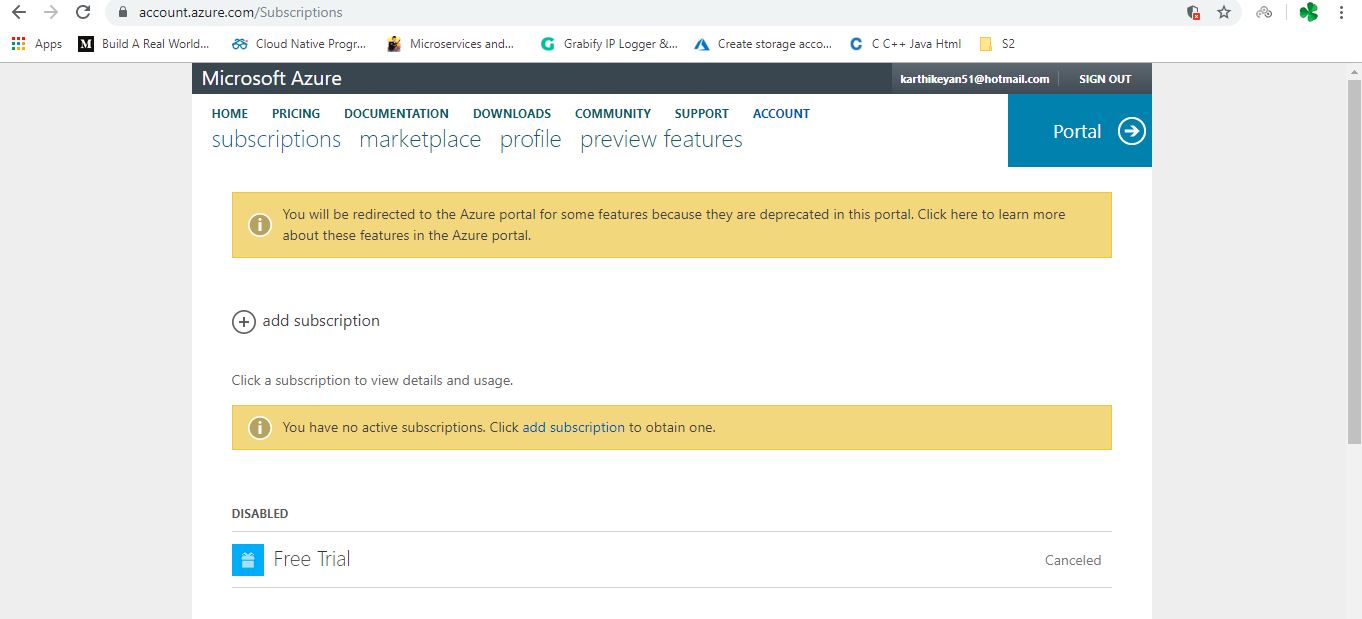 account.azure.com/Subscriptions
Apps M Build A Real World... Cloud Native Progr... Microservices and... G Grabify IP Logger &... Create storage acco... C C C++ Java Html S2
Microsoft Azure karthikeyan51@hotmail.com SIGN OUT
HOME PRICING DOCUMENTATION DOWNLOADS COMMUNITY SUPPORT ACCOUNT
Portal
subscriptions marketplace profile preview features
You will be redirected to the Azure portal for some features because they are deprecated in this portal. Click here to learn more
about these features in the Azure portal.
add subscription
Click a subscription to view details and usage.
You have no active subscriptions. Click add subscription to obtain one.
DISABLED
Free Trial Canceled